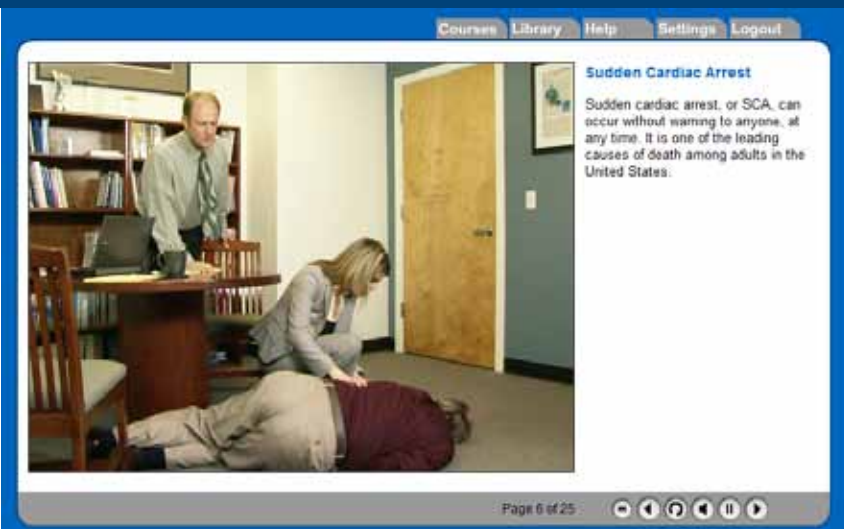 Courses Library Help Settings Logout
Sudden Cardiac Arrest
Sudden cardiac arrest, or SCA, can
occur without warning to anyone, at
any time. It is one of the leading
causes of death among adults in the
United States.
Page 6 of 25